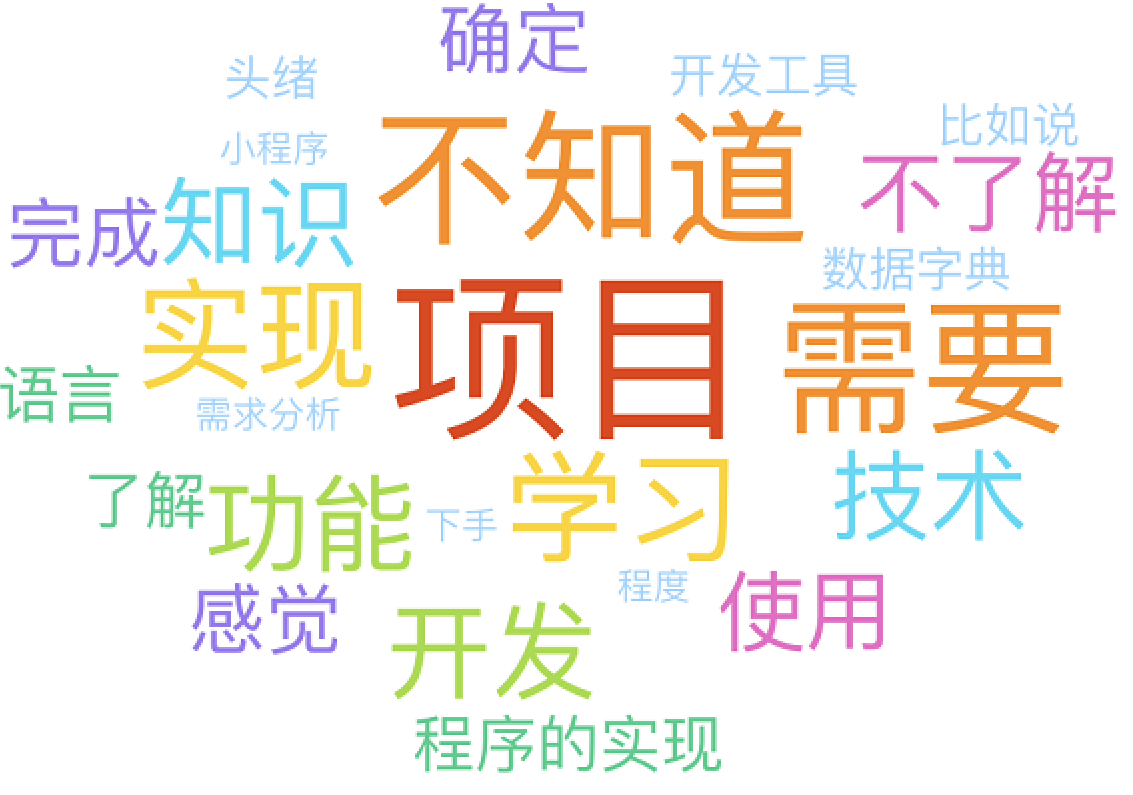 确定
头绪
开发工具
不知道
比如说
小程序
不了解
完成
知识
数据字典
实现
项目
需要
语言
需求分析
学习
技术
了解
功能
下手
程度
使用
感觉
开发
程序的实现